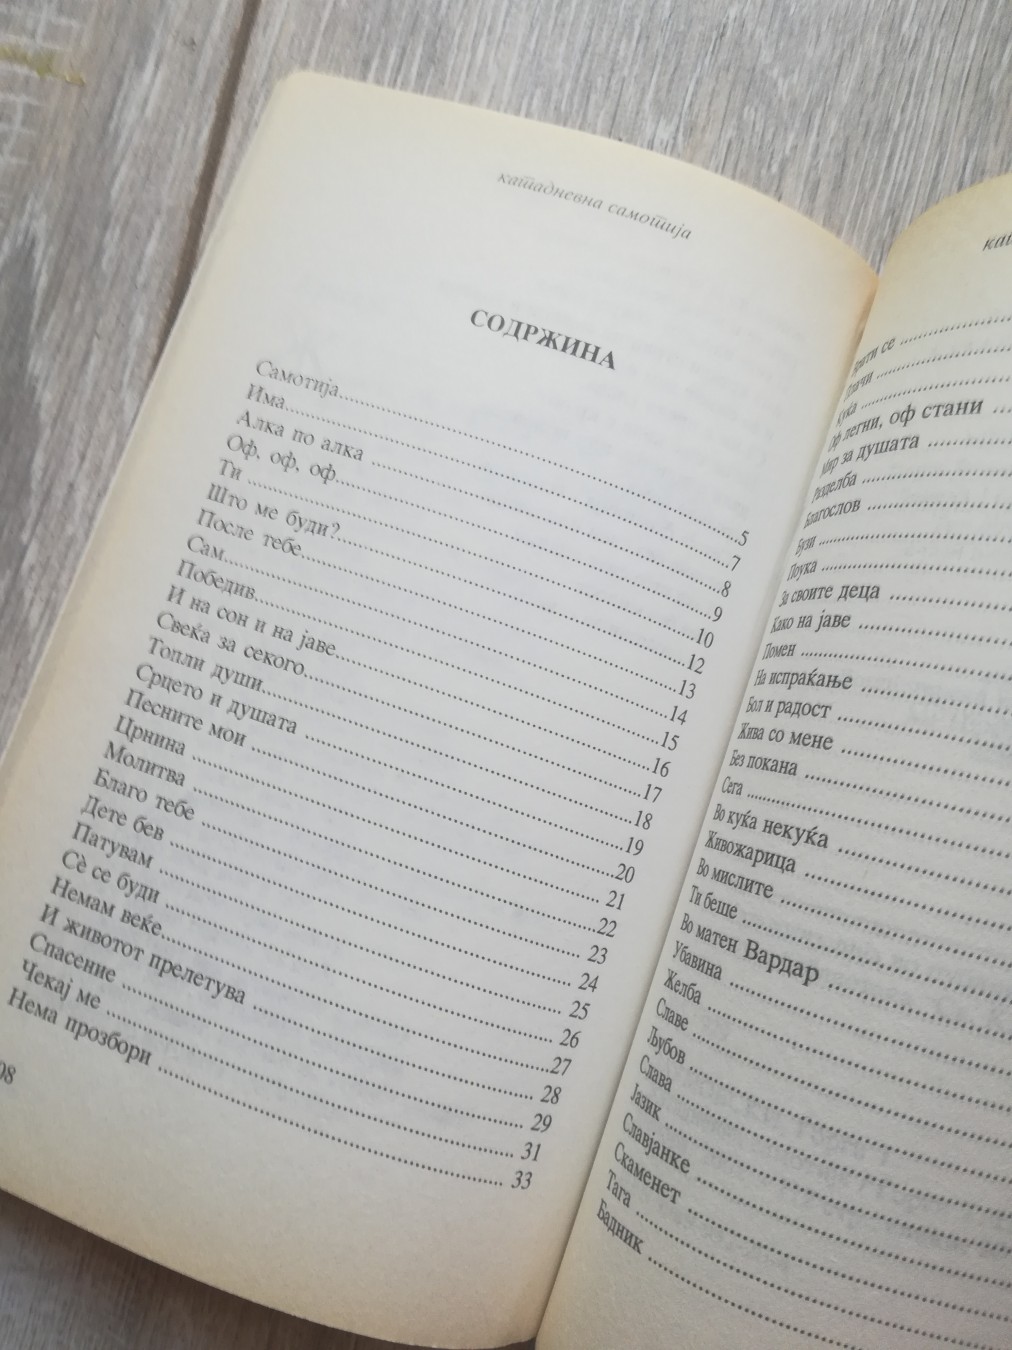 катадневна самотија
СОДРЖИНА
Самотија..........5
Има..........7
Алка по алка ..........8
Оф, оф, оф..........9
Ти ..........10
Што ме буди?..........12
После тебе..........13
Сам..........14
Победив..........15
И на сон и на јаве..........16
Свеќа за секого..........17
Топли души..........18
Срцето и душата ..........19
Песните мои ..........20
Црнина ..........21
Молитва ..........22
Благо тебе ..........23
Дете бев ..........24
Патувам ..........25
Сѐ се буди ..........26
Немам веќе..........27
И животот прелетува ..........28
Спасение ..........29
Чекај ме ..........31
Нема прозбори ..........33
се ..........
Плачи ..........
Куќа ..........
Оф легни, оф стани ..........
Мир за душата ..........
Разделба ..........
Благослов ..........
Бузи ..........
Поука ..........
За своите деца ..........
Како на јаве ..........
Помен ..........
На испраќање ..........
Бол и радост ..........
Жива со мене ..........
Без покана ..........
Сега ..........
Во куќа некуќа ..........
Живожарица ..........
Во мислите ..........
Ти беше ..........
Во матен Вардар ..........
Убавина ..........
Желба ..........
Славе ..........
Љубов ..........
Слава ..........
Јазик ..........
Славјанке ..........
Скаменет ..........
Тага ..........
Бадник ..........